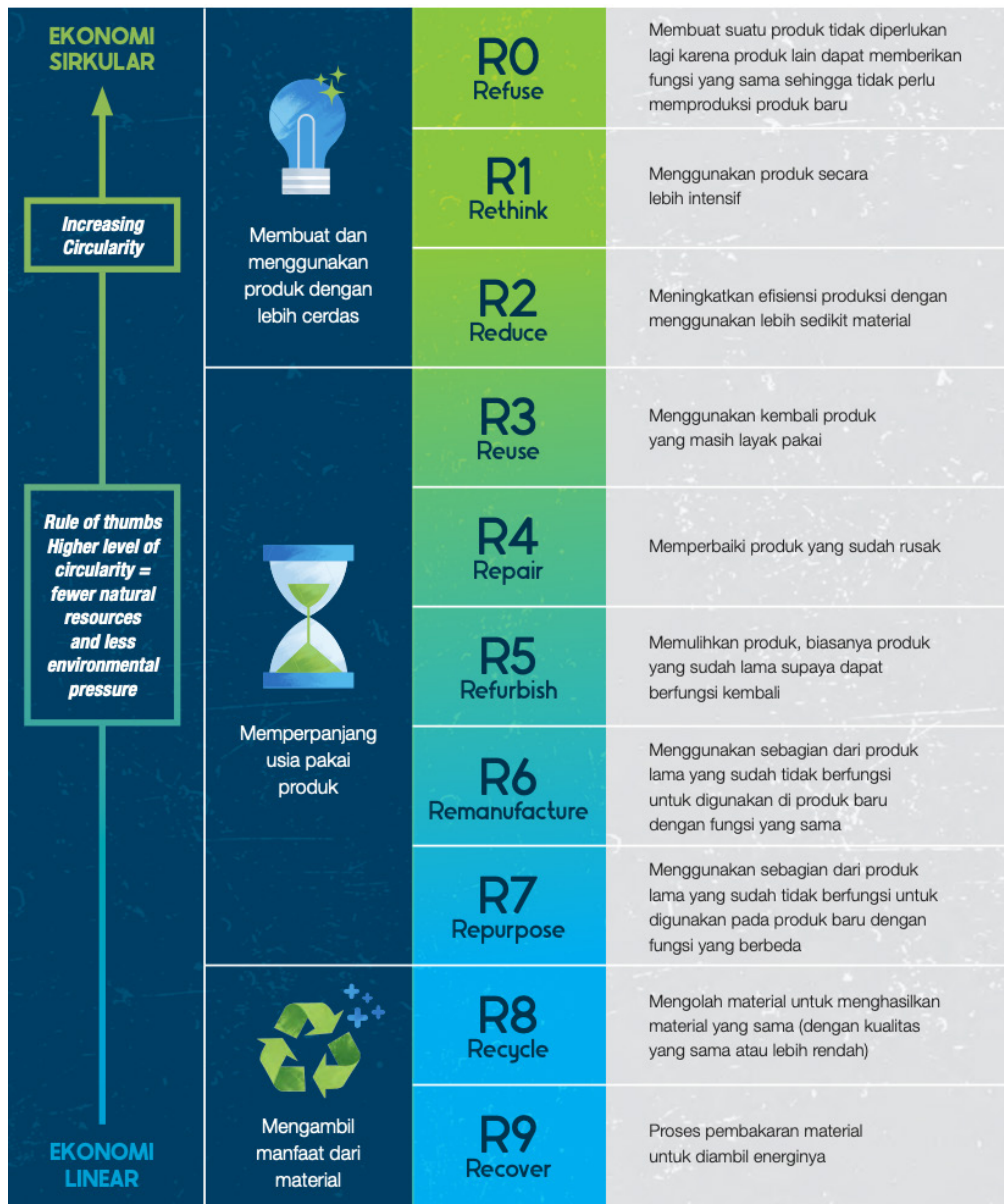 EKONOMI
SIRKULAR
Increasing
Circularity
Rule of thumbs
Higher level of
circularity =
fewer natural
resources
and less
environmental
pressure
EKONOMI
LINEAR
Membuat dan
menggunakan
produk dengan
lebih cerdas
R0
Refuse
Membuat suatu produk tidak diperlukan
lagi karena produk lain dapat memberikan
fungsi yang sama sehingga tidak perlu
memproduksi produk baru
R1
Rethink
Menggunakan produk secara
lebih intensif
R2
Reduce
Meningkatkan efisiensi produksi dengan
menggunakan lebih sedikit material
Memperpanjang
usia pakai
produk
R3
Reuse
Menggunakan kembali produk
yang masih layak pakai
R4
Repair
Memperbaiki produk yang sudah rusak
R5
Refurbish
Memulihkan produk, biasanya produk
yang sudah lama supaya dapat
berfungsi kembali
R6
Remanufacture
Menggunakan sebagian dari produk
lama yang sudah tidak berfungsi
untuk digunakan di produk baru
dengan fungsi yang sama
R7
Repurpose
Menggunakan sebagian dari produk
lama yang sudah tidak berfungsi untuk
digunakan pada produk baru dengan
fungsi yang berbeda
Mengambil
manfaat dari
material
R8
Recycle
Mengolah material untuk menghasilkan
material yang sama (dengan kualitas
yang sama atau lebih rendah)
R9
Recover
Proses pembakaran material
untuk diambil energinya